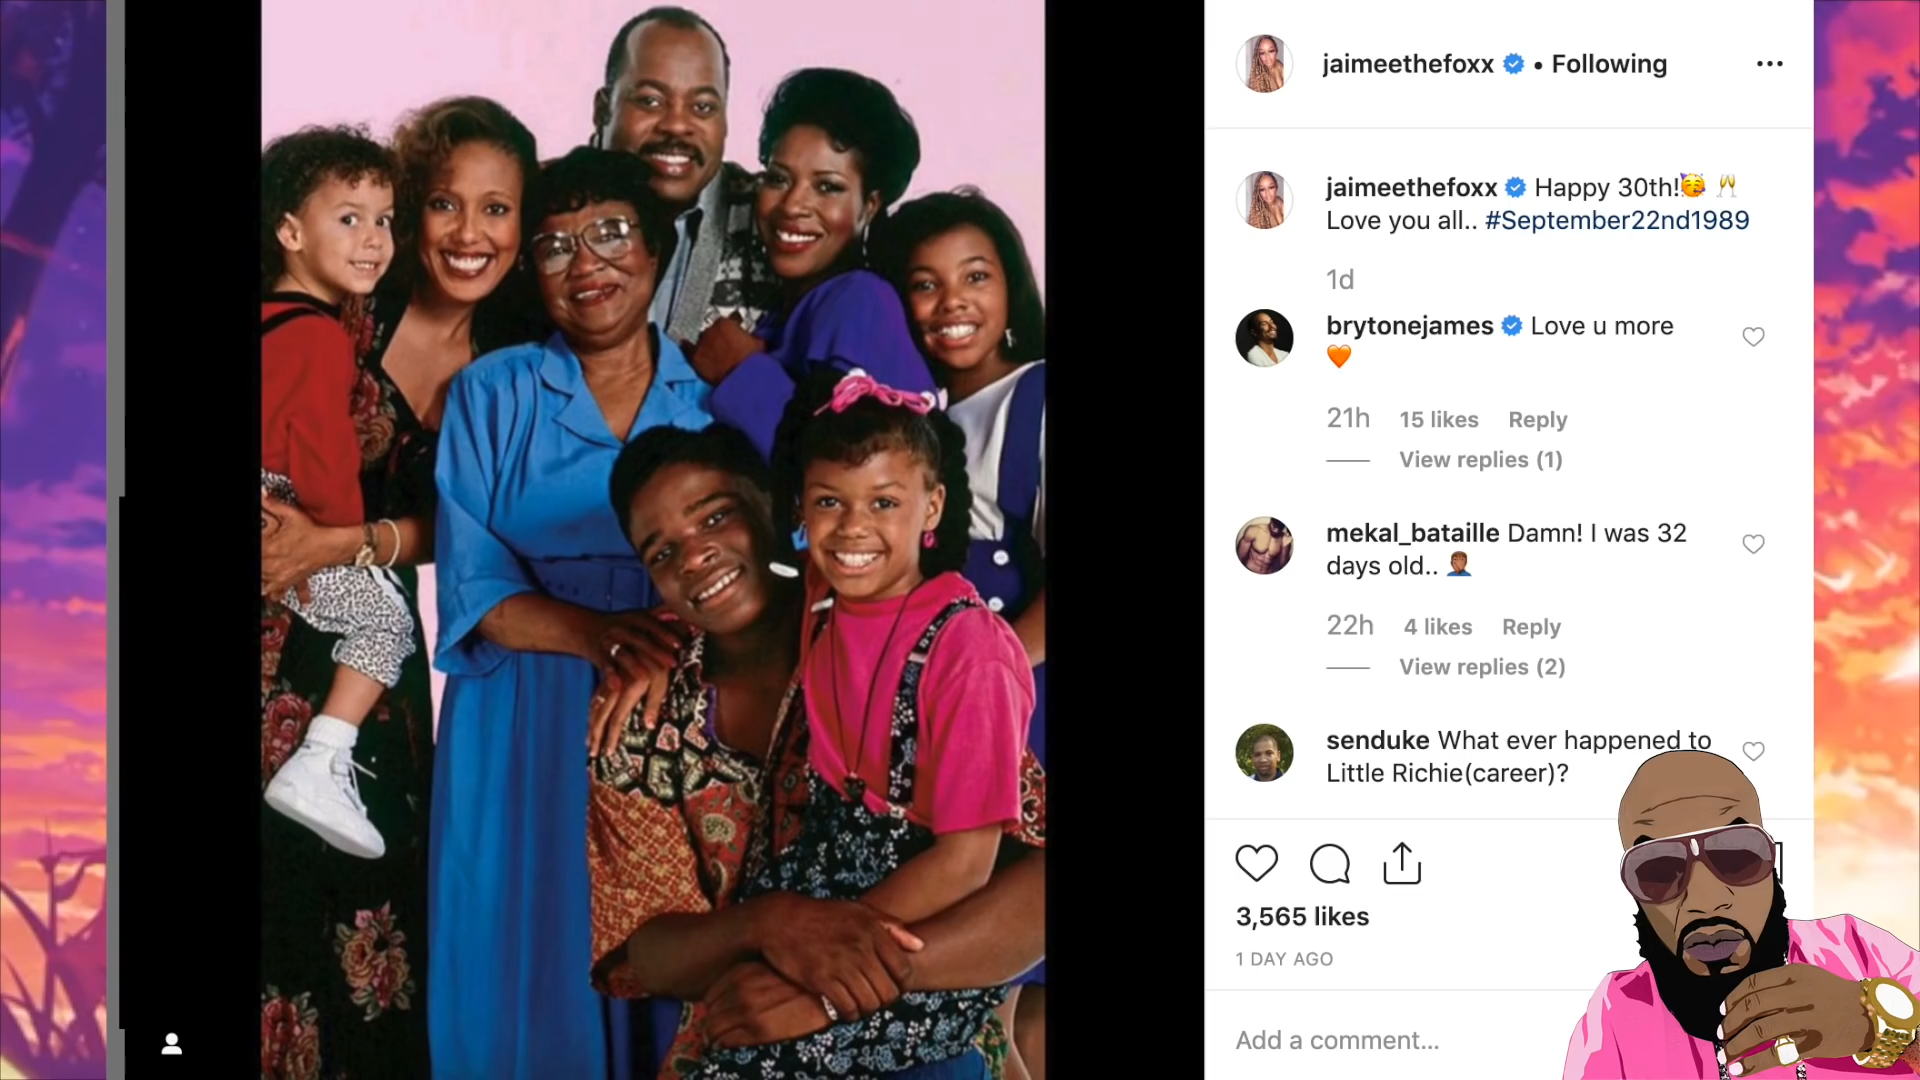 jaimeethefoxx • Following
jaimeethefoxx Happy 30th!🥳 🥂
Love you all.. #September22nd1989
1d
brytonejames Love u more
🧡
21h 15 likes Reply
View replies (1)
mekal_bataille Damn! I was 32
days old.. 🤦🏾‍♂️
22h 4 likes Reply
View replies (2)
senduke What ever happened to
Little Richie(career)?
3,565 likes
1 DAY AGO
Add a comment...